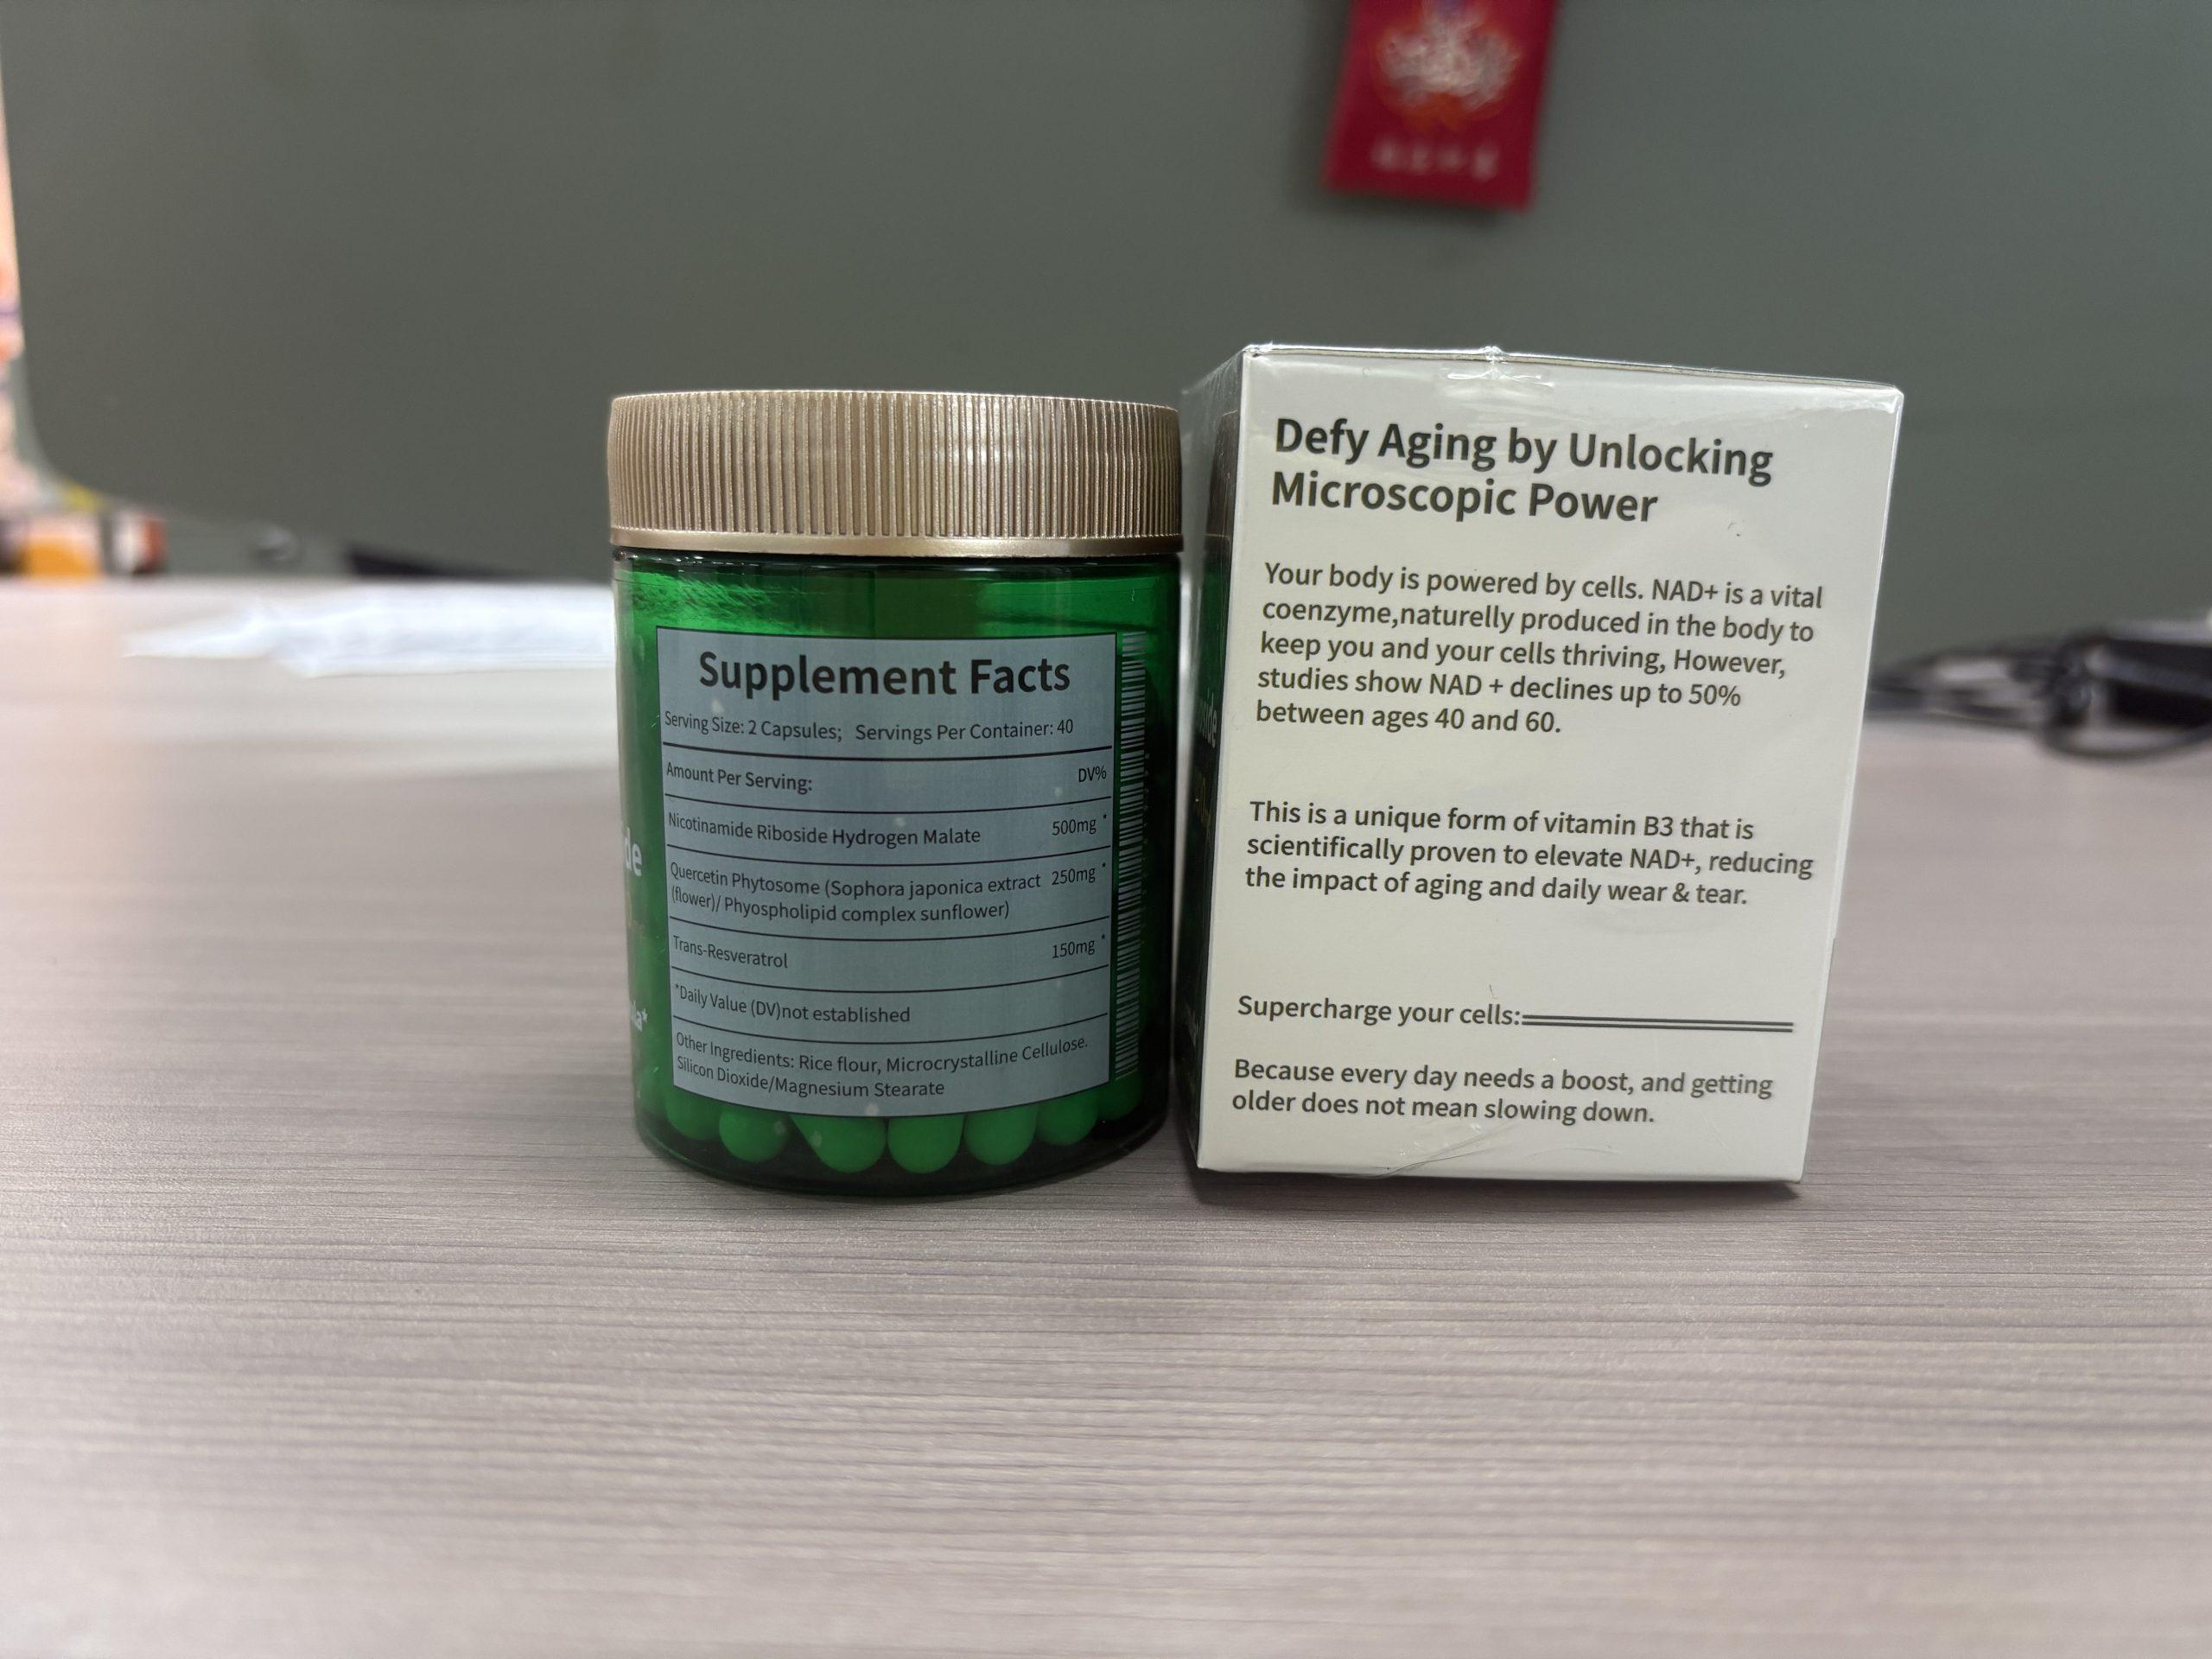 Supplement Facts
Serving Size: 2 Capsules; Servings Per Container: 40
Amount Per Serving: DV%
Nicotinamide Riboside Hydrogen Malate 500mg *
Quercetin Phytosome (Sophora japonica extract 250mg *
(flower)/ Phyospholipid complex sunflower)
Trans-Resveratrol 150mg *
*Daily Value (DV)not established
Other Ingredients: Rice flour, Microcrystalline Cellulose.
Silicon Dioxide/Magnesium Stearate
Defy Aging by Unlocking
Microscopic Power
Your body is powered by cells. NAD+ is a vital
coenzyme,naturelly produced in the body to
keep you and your cells thriving, However,
studies show NAD + declines up to 50%
between ages 40 and 60.
This is a unique form of vitamin B3 that is
scientifically proven to elevate NAD+, reducing
the impact of aging and daily wear & tear.
Supercharge your cells:
Because every day needs a boost, and getting
older does not mean slowing down.